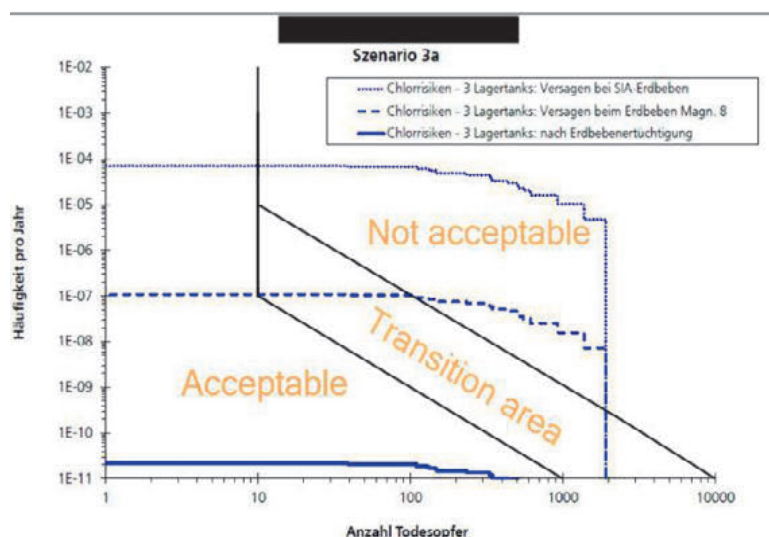 Szenario 3a
Chlorrisiken - 3 Lagertanks: Versagen bei SIA-Erdbeben
Chlorrisiken - 3 Lagertanks: Versagen beim Erdbeben Magn. 8
Chlorrisiken - 3 Lagertanks: nach Erdbebenertüchtigung
Häufigkeit pro Jahr
1E-02
1E-03
1E-04
1E-05
1E-06
1E-07
1E-08
1E-09
1E-10
1E-11
Not acceptable
Transition area
Acceptable
1
10
100
1000
10000
Anzahl Todesopfer